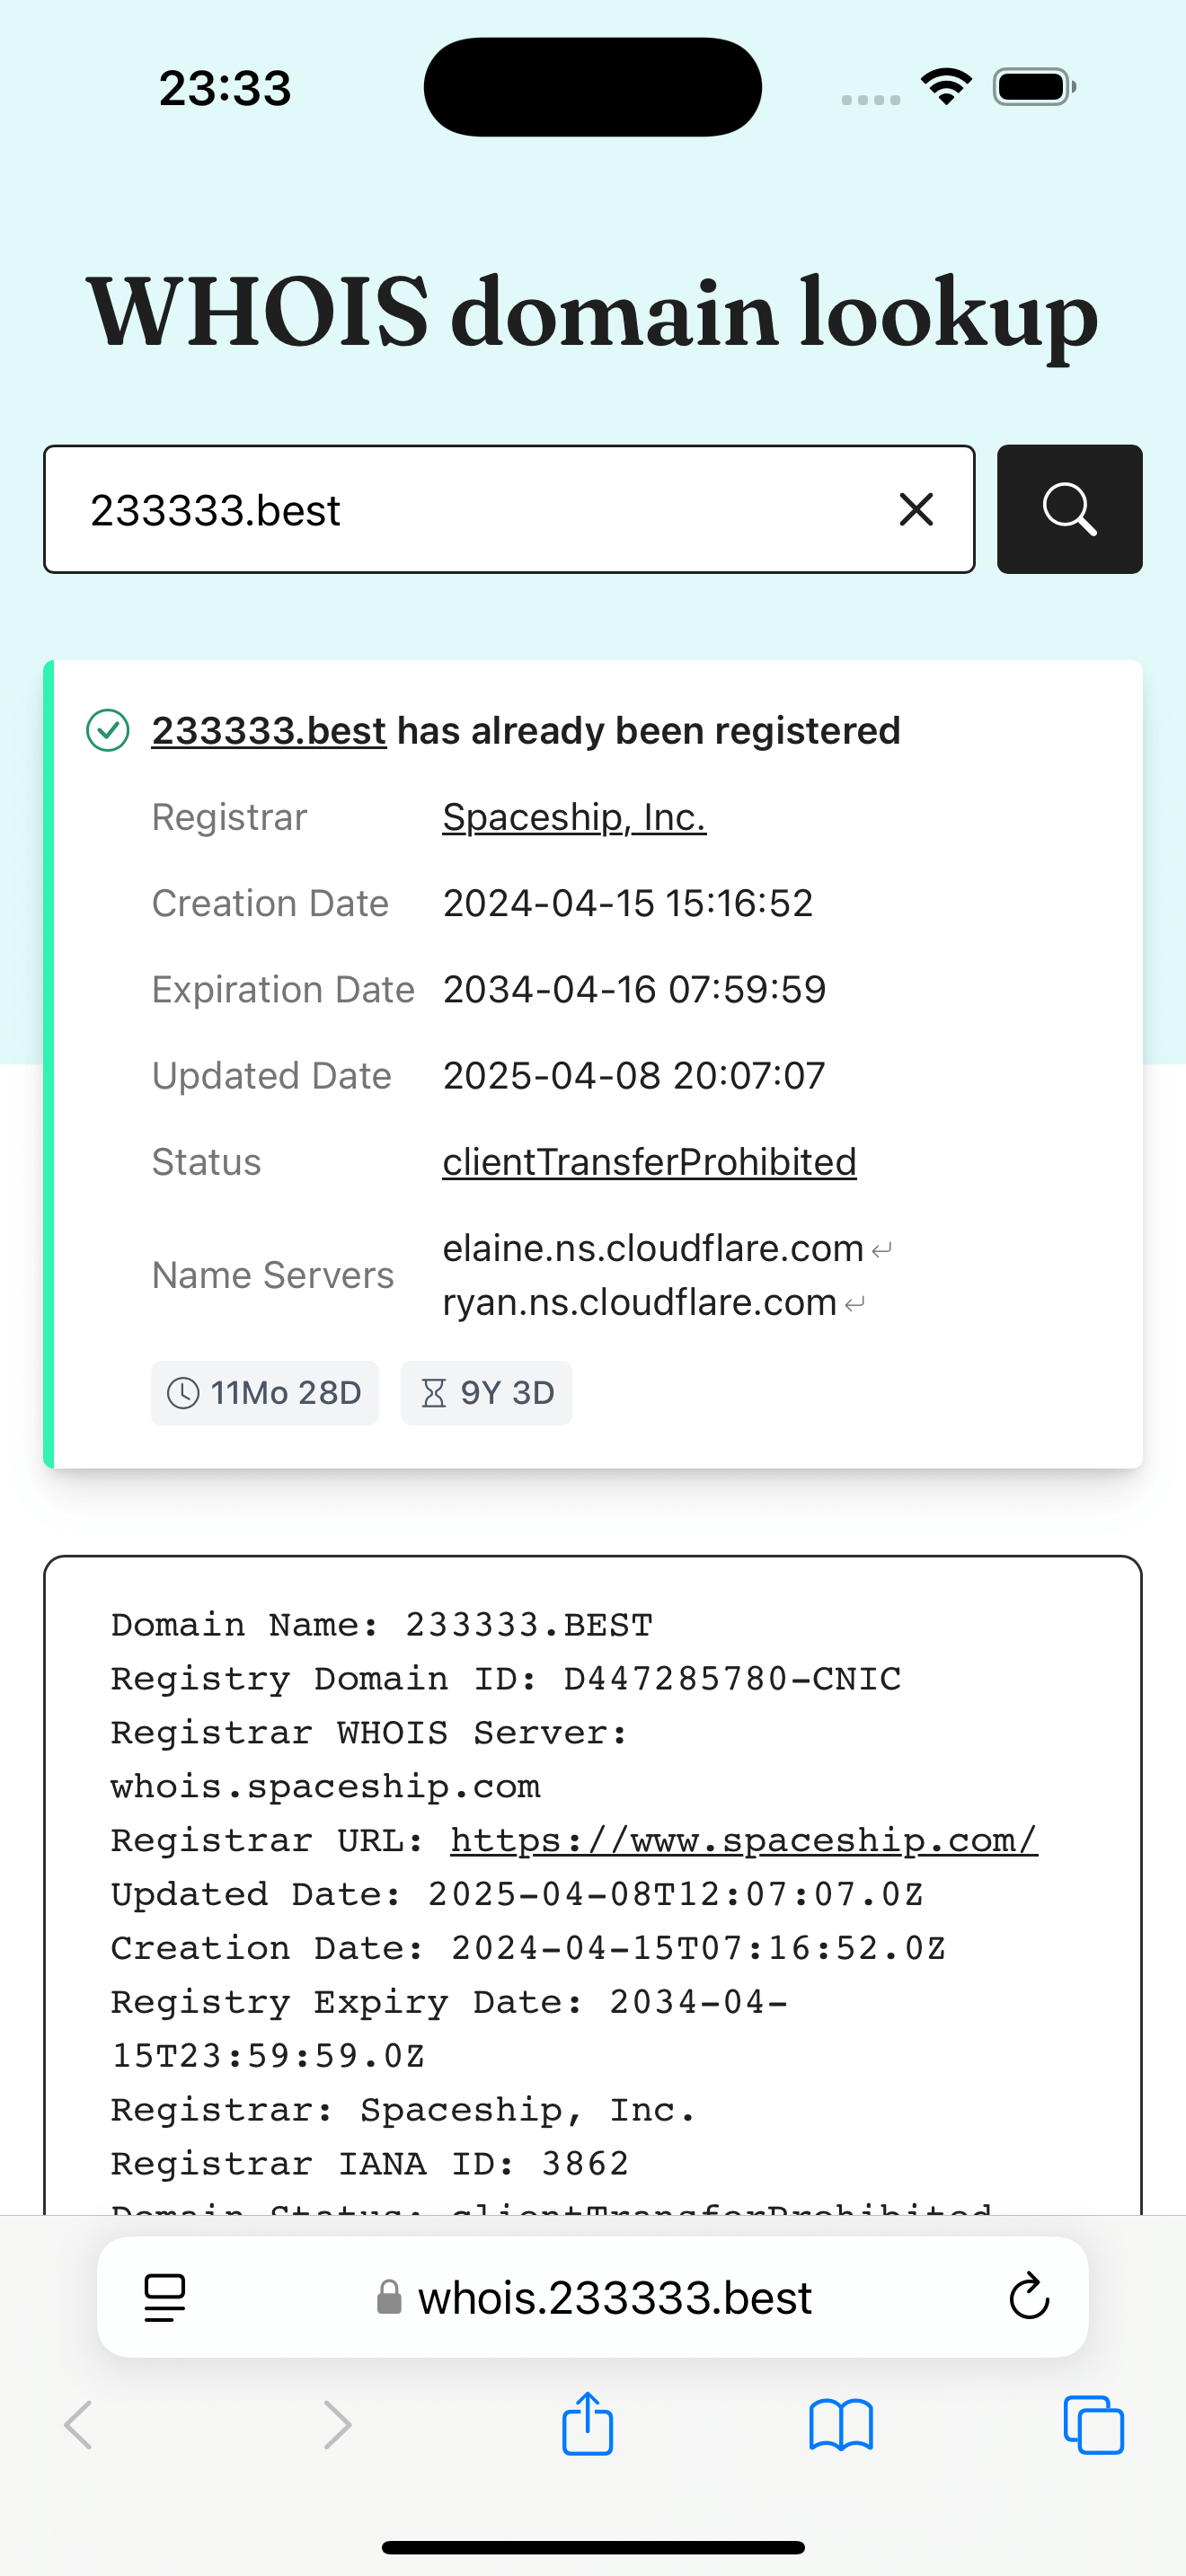 23:33
WHOIS domain lookup
233333.best
233333.best has already been registered
Registrar Spaceship, Inc.
Creation Date 2024-04-15 15:16:52
Expiration Date 2034-04-16 07:59:59
Updated Date 2025-04-08 20:07:07
Status clientTransferProhibited
Name Servers elaine.ns.cloudflare.com
ryan.ns.cloudflare.com
11Mo 28D 9Y 3D
Domain Name: 233333.BEST
Registry Domain ID: D447285780-CNIC
Registrar WHOIS Server:
whois.spaceship.com
Registrar URL: https://www.spaceship.com/
Updated Date: 2025-04-08T12:07:07.0Z
Creation Date: 2024-04-15T07:16:52.0Z
Registry Expiry Date: 2034-04-
15T23:59:59.0Z
Registrar: Spaceship, Inc.
Registrar IANA ID: 3862
Domain Status: clientTransferProhibited
whois.233333.best